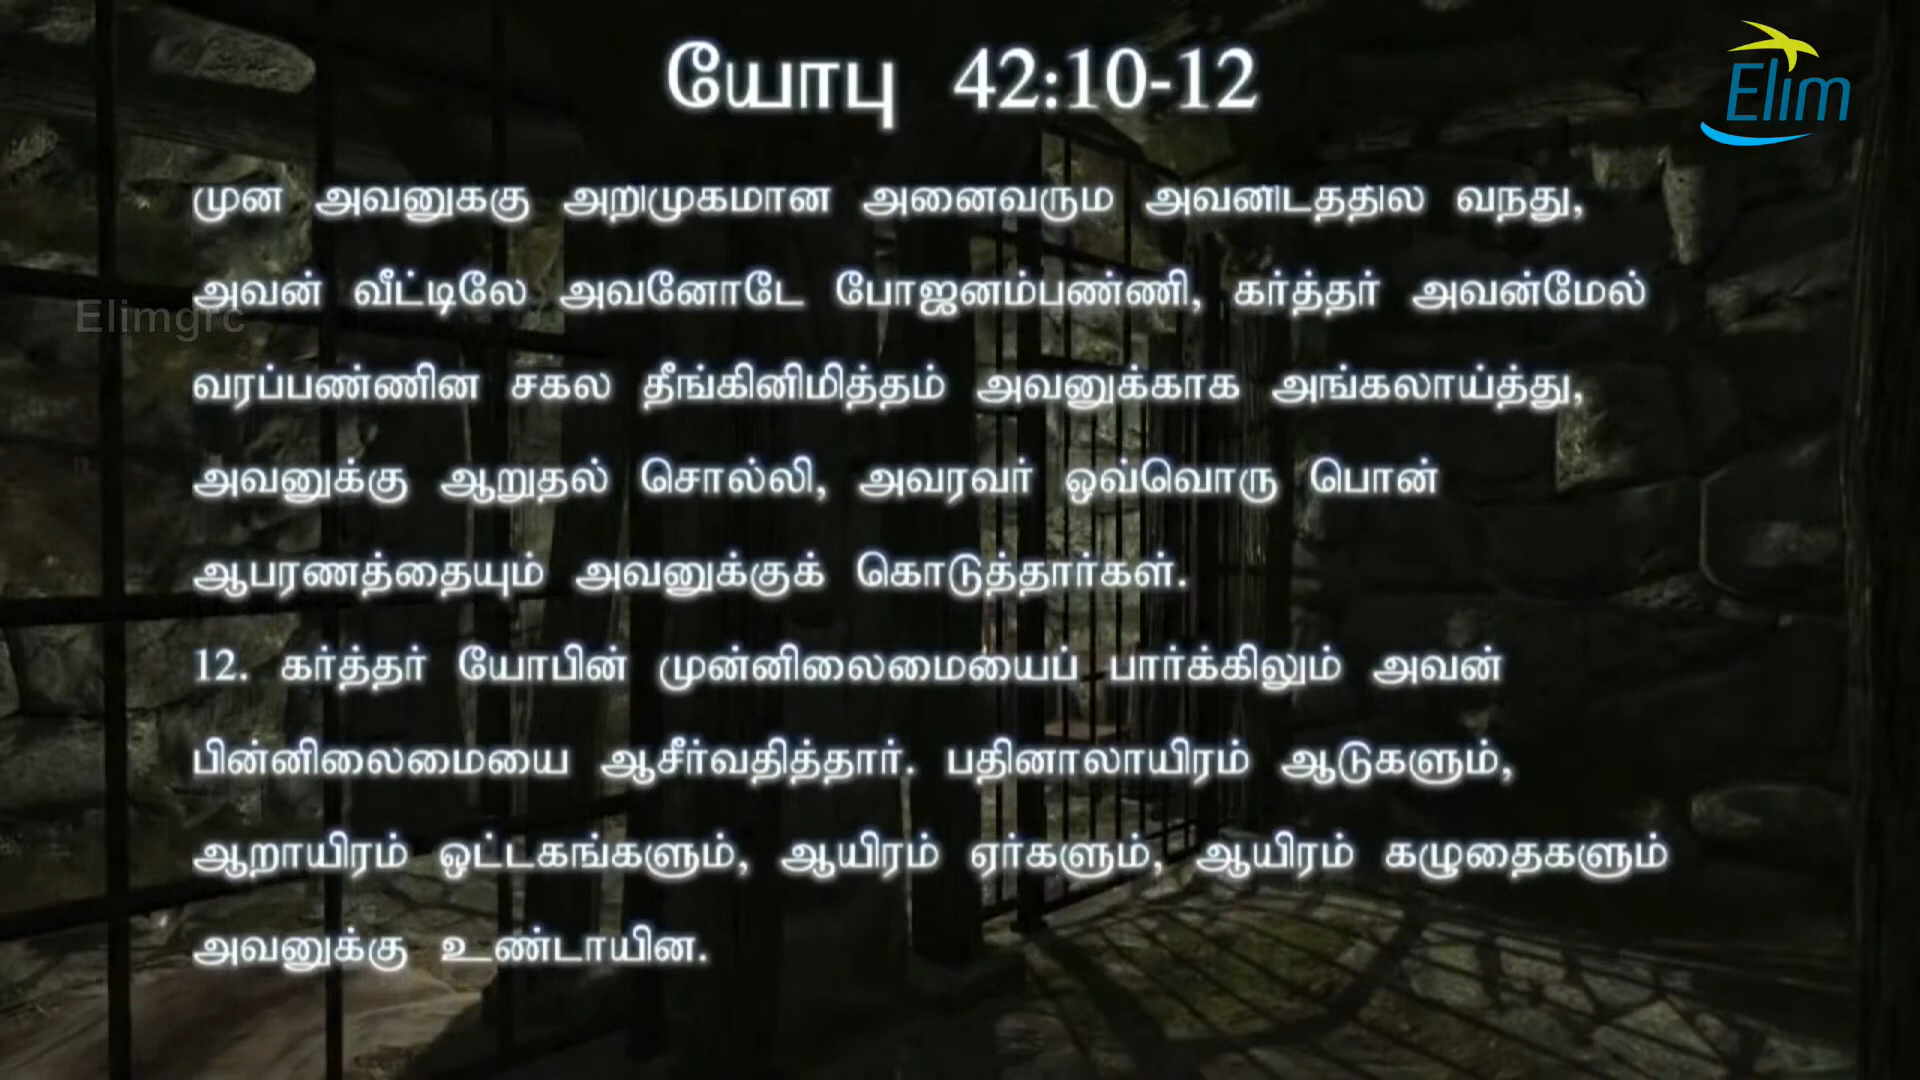 யோபு 42:10-12
Elim
முன் அவனுக்கு அறிமுகமான அனைவரும் அவனிடத்தில் வந்து,
அவன் வீட்டிலே அவனோடே போஜனம்பண்ணி, கர்த்தர் அவன்மேல்
Elimgrc
வரப்பண்ணின சகல தீங்கினிமித்தம் அவனுக்காக அங்கலாய்த்து,
அவனுக்கு ஆறுதல் சொல்லி, அவரவர் ஒவ்வொரு பொன்
ஆபரணத்தையும் அவனுக்குக் கொடுத்தார்கள்.
12. கர்த்தர் யோபின் முன்னிலைமையைப் பார்க்கிலும் அவன்
பின்னிலைமையை ஆசீர்வதித்தார். பதினாலாயிரம் ஆடுகளும்,
ஆறாயிரம் ஒட்டகங்களும், ஆயிரம் ஏர்களும், ஆயிரம் கழுதைகளும்
அவனுக்கு உண்டாயின.